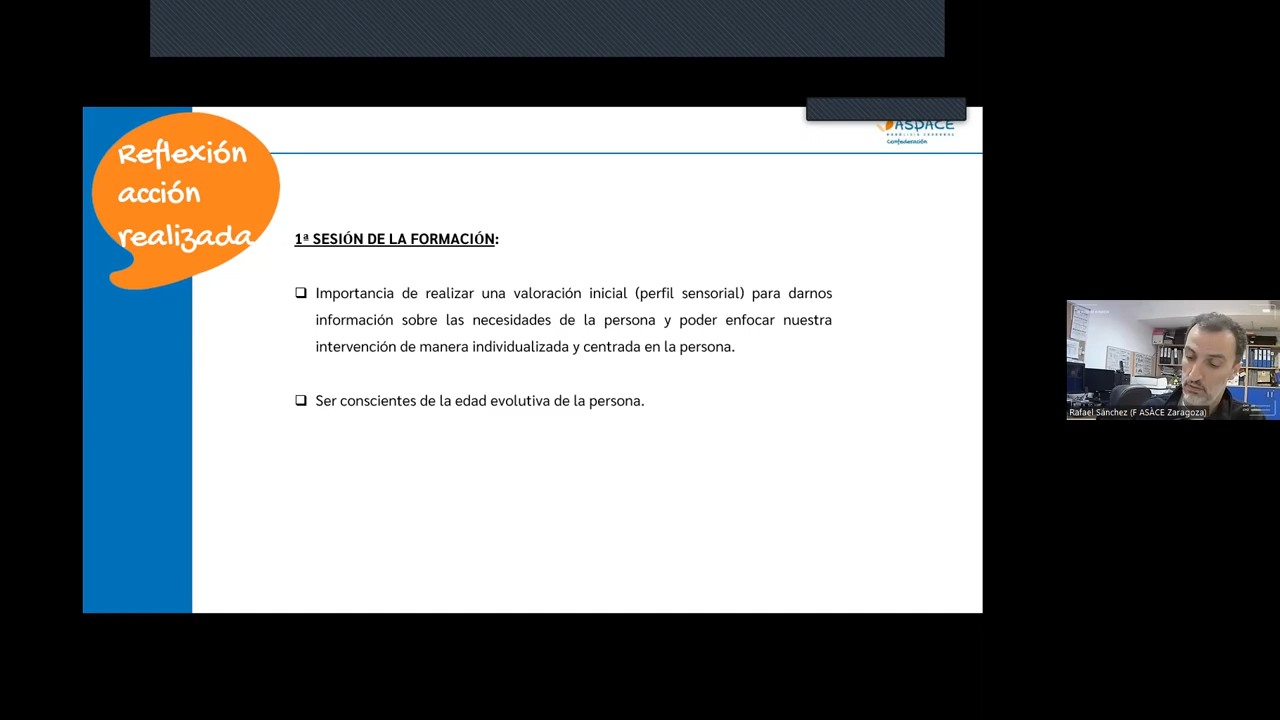 Reflexión
acción
realizada
ASPACE
Confederación
1ª SESIÓN DE LA FORMACIÓN:
❑ Importancia de realizar una valoración inicial (perfil sensorial) para darnos
información sobre las necesidades de la persona y poder enfocar nuestra
intervención de manera individualizada y centrada en la persona.
❑ Ser conscientes de la edad evolutiva de la persona.
Rafael Sánchez (F ASÀCE Zaragoza)